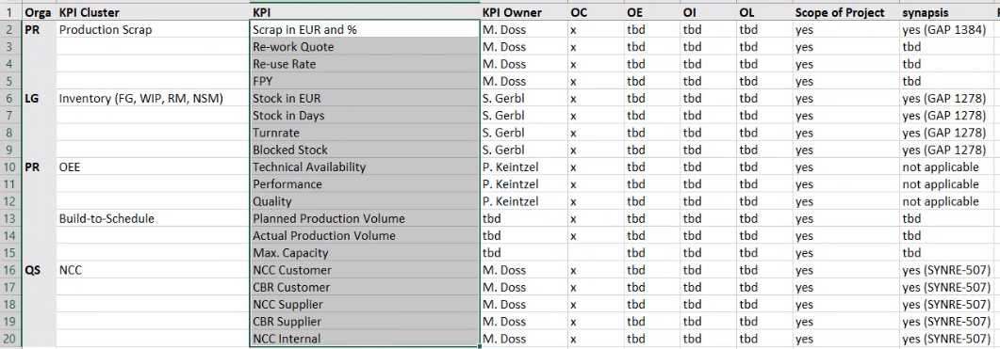 1 Orga KPI Cluster KPI KPI Owner OC OE OI OL Scope of Project synapsis
2 PR Production Scrap Scrap in EUR and % M. Doss x tbd tbd tbd yes yes (GAP 1384)
3 Re-work Quote M. Doss x tbd tbd tbd yes tbd
4 Re-use Rate M. Doss x tbd tbd tbd yes tbd
5 FPY M. Doss x tbd tbd tbd yes tbd
6 LG Inventory (FG, WIP, RM, NSM) Stock in EUR S. Gerbl x tbd tbd tbd yes yes (GAP 1278)
7 Stock in Days S. Gerbl x tbd tbd tbd yes yes (GAP 1278)
8 Turnrate S. Gerbl x tbd tbd tbd yes yes (GAP 1278)
9 Blocked Stock S. Gerbl x tbd tbd tbd yes yes (GAP 1278)
10 PR OEE Technical Availability P. Keintzel x tbd tbd tbd yes not applicable
11 Performance P. Keintzel x tbd tbd tbd yes not applicable
12 Quality P. Keintzel x tbd tbd tbd yes not applicable
13 Build-to-Schedule Planned Production Volume tbd x tbd tbd tbd yes tbd
14 Actual Production Volume tbd x tbd tbd tbd yes tbd
15 Max. Capacity tbd tbd tbd tbd yes tbd
16 QS NCC NCC Customer M. Doss x tbd tbd tbd yes yes (SYNRE-507)
17 CBR Customer M. Doss x tbd tbd tbd yes yes (SYNRE-507)
18 NCC Supplier M. Doss x tbd tbd tbd yes yes (SYNRE-507)
19 CBR Supplier M. Doss x tbd tbd tbd yes yes (SYNRE-507)
20 NCC Internal M. Doss x tbd tbd tbd yes yes (SYNRE-507)